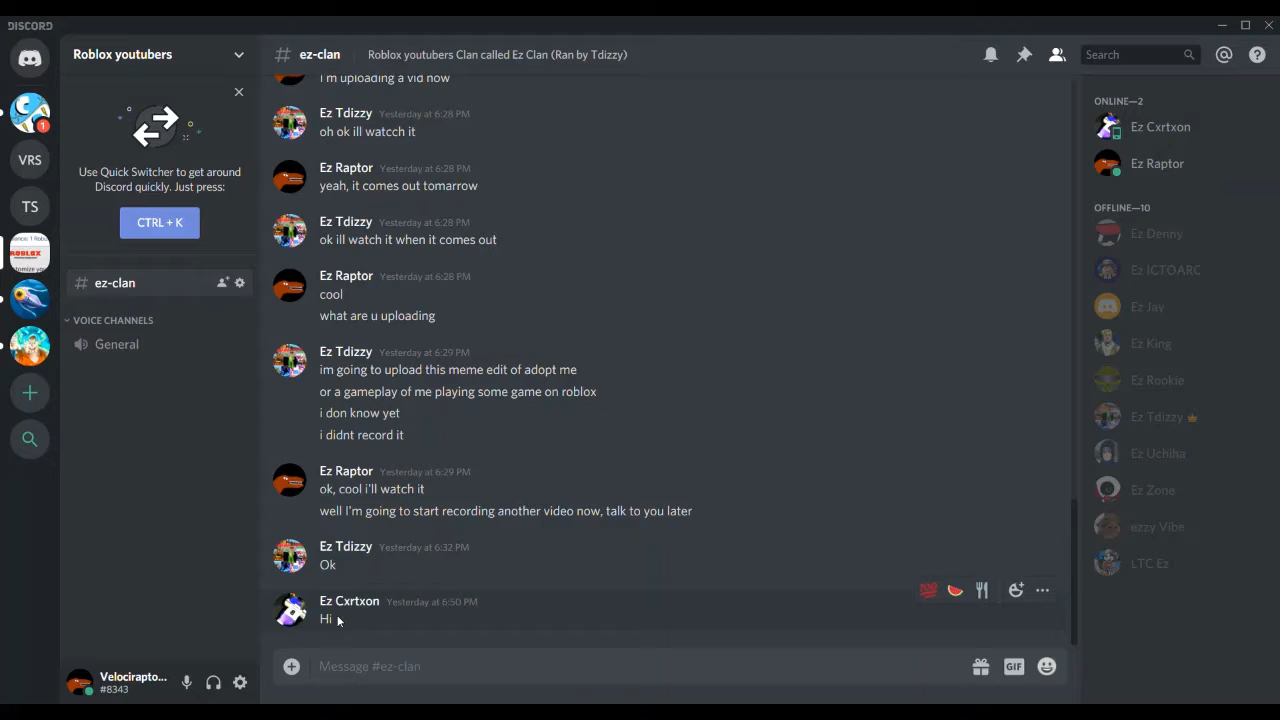 DISCORD
Roblox youtubers
# ez-clan
Roblox youtubers Clan called Ez Clan (Ran by Tdizzy)
Search
1
VRS
TS
ROBLOX
Use Quick Switcher to get around
Discord quickly. Just press:
CTRL + K
# ez-clan
VOICE CHANNELS
General
Velocirapto...
#8343
I'm uploading a vid now
Ez Tdizzy Yesterday at 6:28 PM
oh ok ill watcch it
Ez Raptor Yesterday at 6:28 PM
yeah, it comes out tomarrow
Ez Tdizzy Yesterday at 6:28 PM
ok ill watch it when it comes out
Ez Raptor Yesterday at 6:28 PM
cool
what are u uploading
Ez Tdizzy Yesterday at 6:29 PM
im going to upload this meme edit of adopt me
or a gameplay of me playing some game on roblox
i don know yet
i didnt record it
Ez Raptor Yesterday at 6:29 PM
ok, cool i'll watch it
well I'm going to start recording another video now, talk to you later
Ez Tdizzy Yesterday at 6:32 PM
Ok
Ez Cxrtxon Yesterday at 6:50 PM
Hi
Message #ez-clan
GIF
ONLINE—2
Ez Cxrtxon
Ez Raptor
OFFLINE—10
Ez Denny
Ez ICTOARC
Ez Jay
Ez King
Ez Rookie
Ez Tdizzy
Ez Uchiha
Ez Zone
ezzy Vibe
LTC Ez